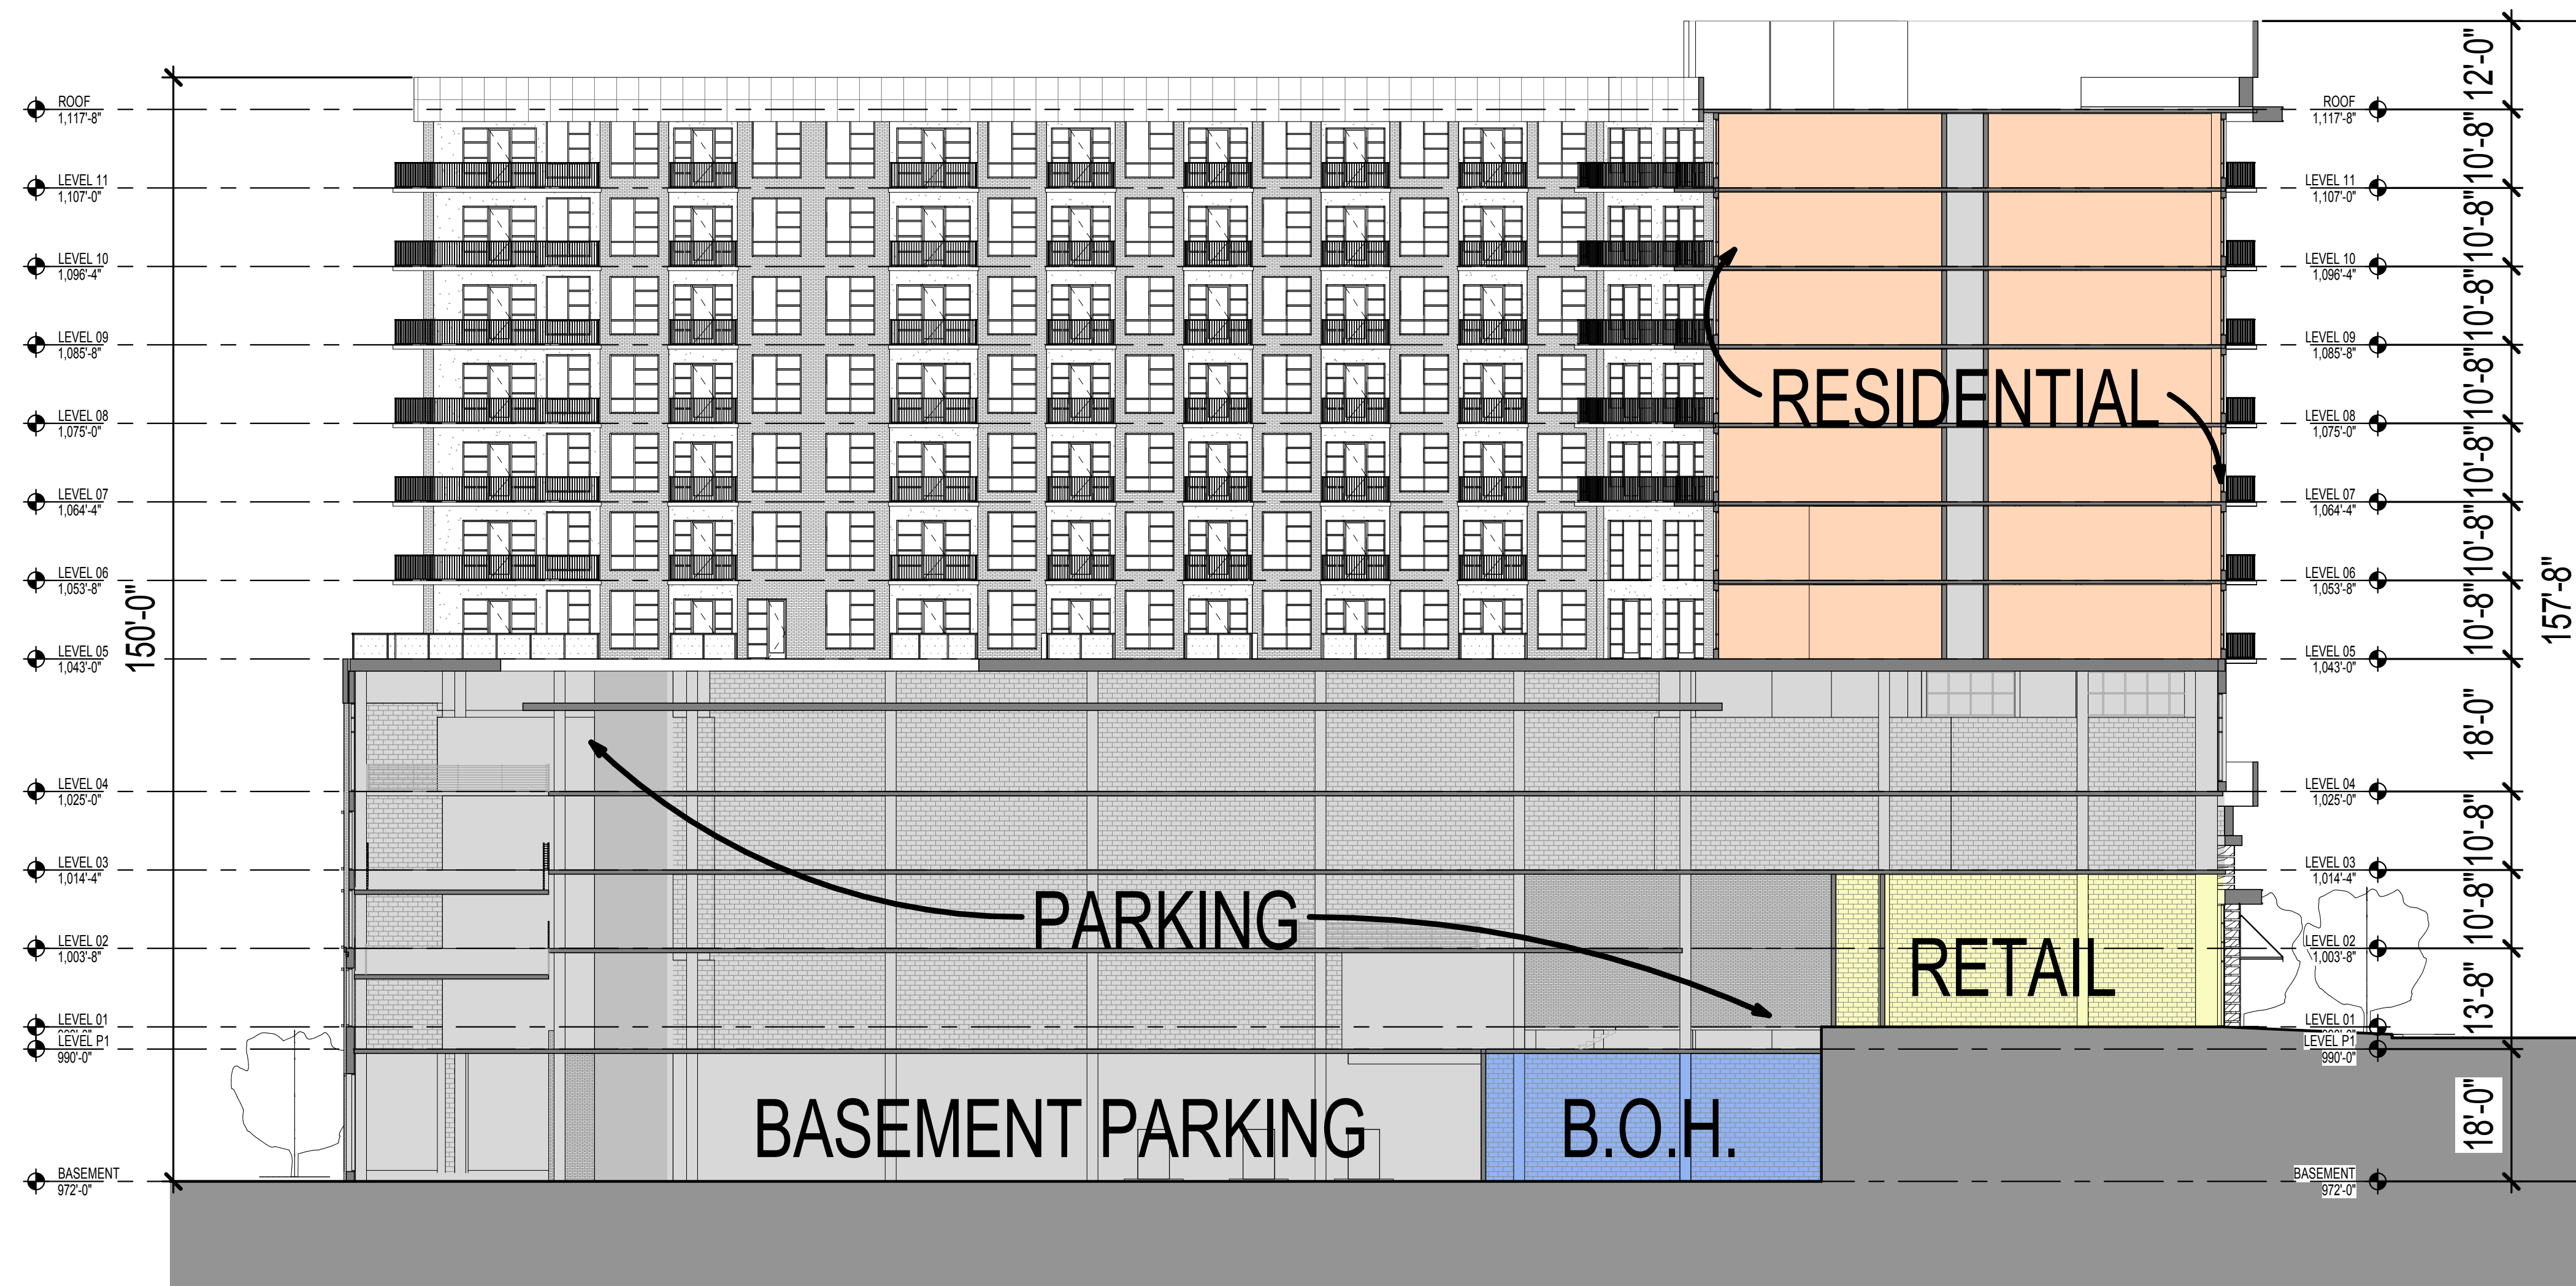 ROOF
1,117'-8"
LEVEL 11
1,107'-0"
LEVEL 10
1,096'-4"
LEVEL 09
1,085'-8"
LEVEL 08
1,075'-0"
LEVEL 07
1,064'-4"
LEVEL 06
1,053'-8"
LEVEL 05
1,043'-0"
LEVEL 04
1,025'-0"
LEVEL 03
1,014'-4"
LEVEL 02
1,003'-8"
LEVEL 01
LEVEL P1
990'-0"
BASEMENT
972'-0"
150'-0"
RESIDENTIAL
PARKING
RETAIL
BASEMENT PARKING
B.O.H.
ROOF
1,117'-8"
LEVEL 11
1,107'-0"
LEVEL 10
1,096'-4"
LEVEL 09
1,085'-8"
LEVEL 08
1,075'-0"
LEVEL 07
1,064'-4"
LEVEL 06
1,053'-8"
LEVEL 05
1,043'-0"
LEVEL 04
1,025'-0"
LEVEL 03
1,014'-4"
LEVEL 02
1,003'-8"
LEVEL 01
LEVEL P1
990'-0"
BASEMENT
972'-0"
12'-0"
10'-8"
10'-8"
10'-8"
10'-8"
10'-8"
10'-8"
10'-8"
18'-0"
10'-8"
10'-8"
13'-8"
18'-0"
157'-8"